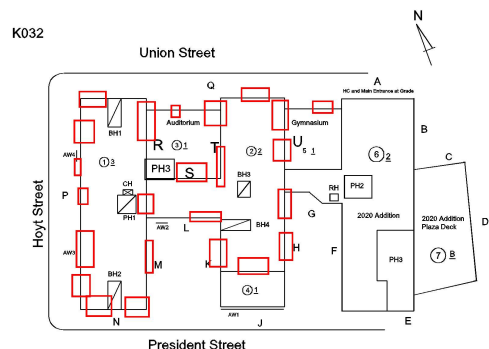 K032
N
Union Street
Q
A
HC and Main Entrance at Grade
Auditorium
Gymnasium
BH1
R
③ 1
T
② 2
U
5 1
B
AW4
① 3
PH3
S
⑥ 2
C
P
CH
BH3
RH
PH2
PH1
G
2020 Addition
2020 Addition
Plaza Deck
D
Hoyt Street
L
AW2
BH4
AW3
M
K
H
F
PH3
⑦ B
BH2
④ 1
N
AW1
J
E
President Street